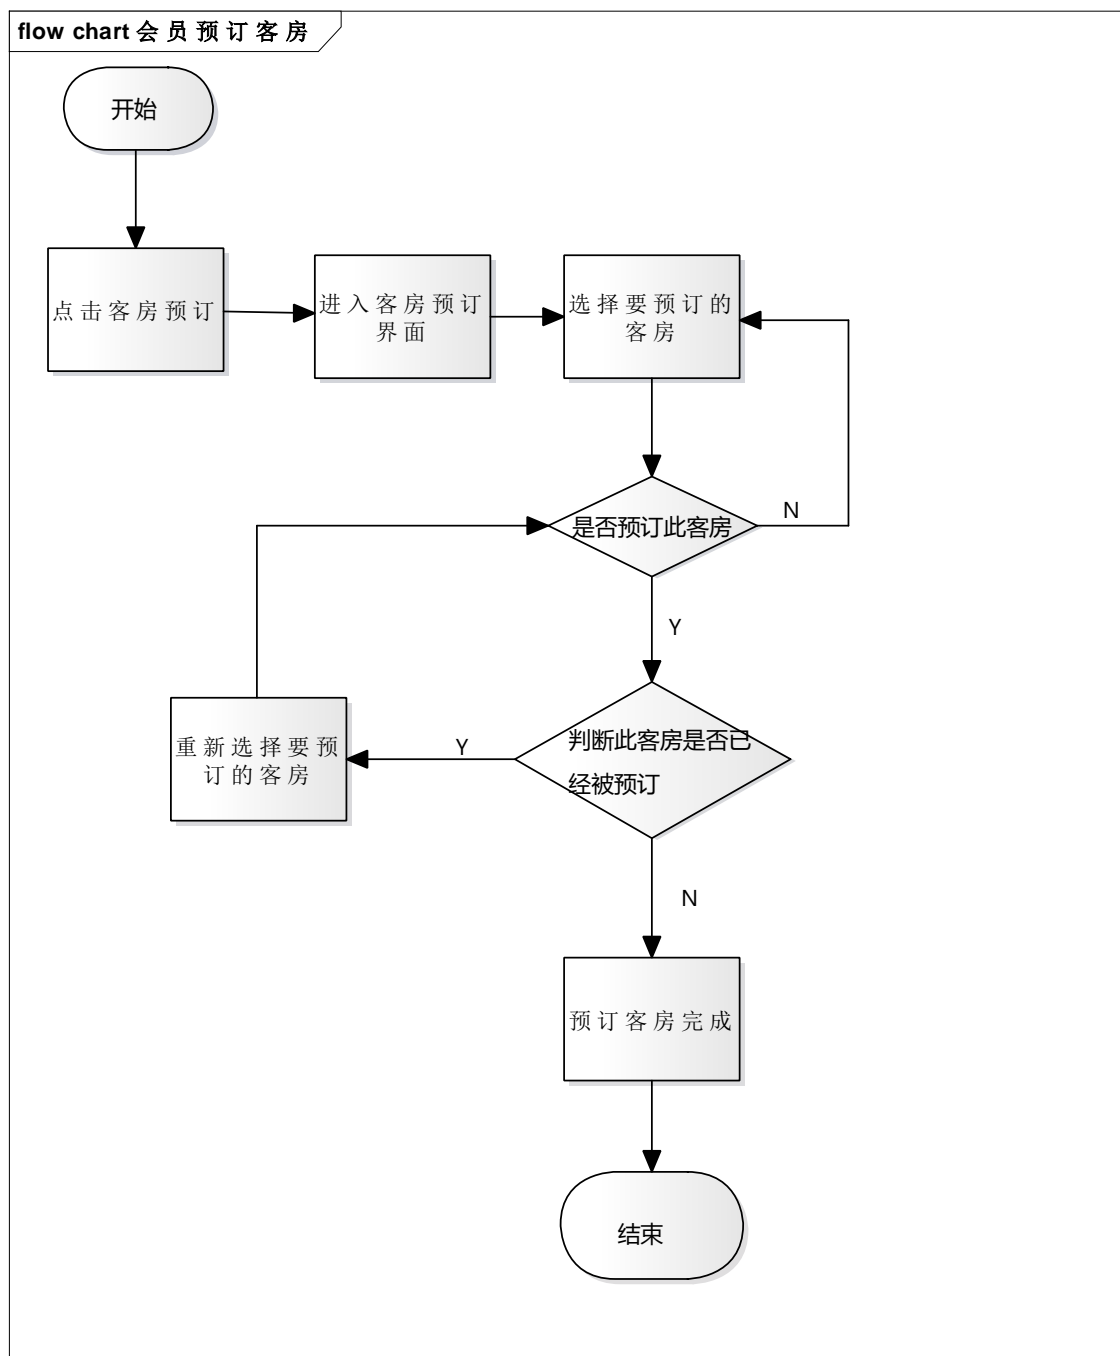 flow chart 会员预订客房
开始
点击客房预订
进入客房预订
界面
选择要预订的
客房
是否预订此客房
N
Y
判断此客房是否已
经被预订
Y
重新选择要预
订的客房
N
预订客房完成
结束